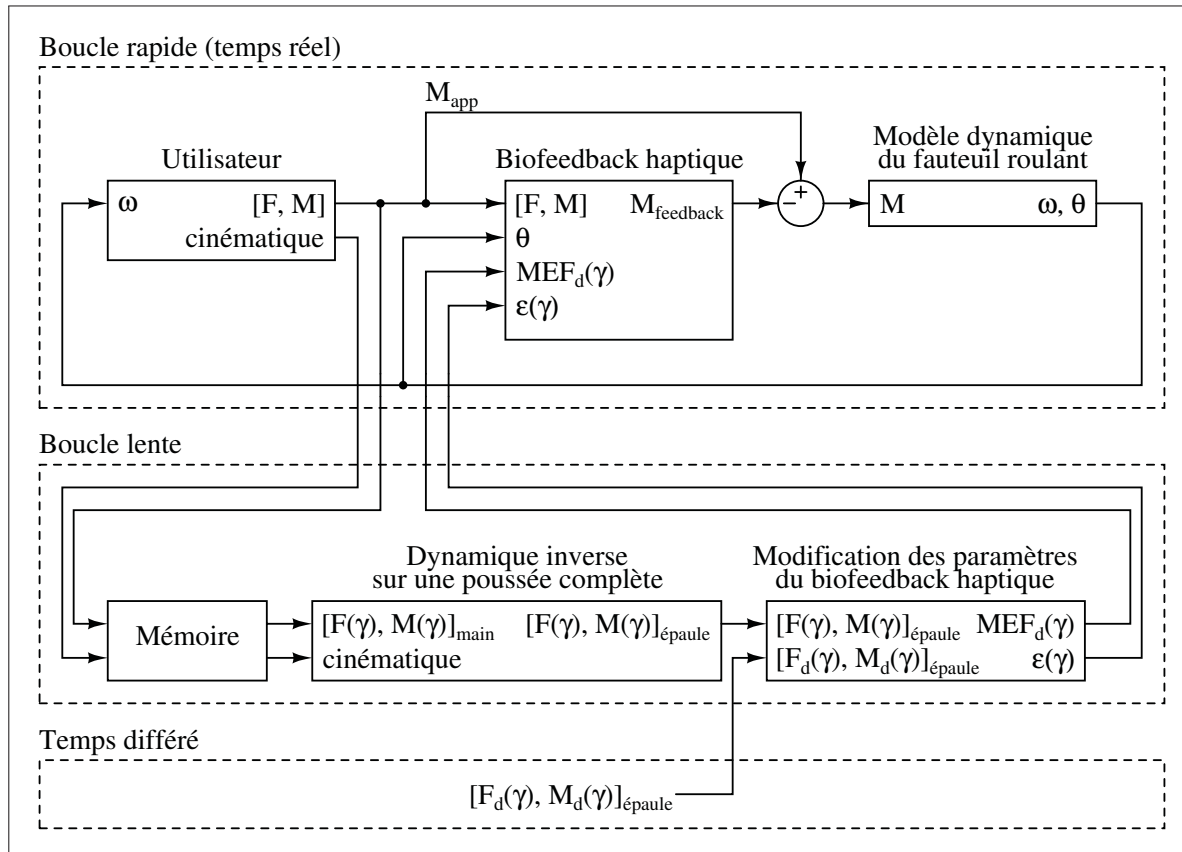 Boucle rapide (temps réel)
M_app
Utilisateur
Biofeedback haptique
Modèle dynamique
du fauteuil roulant
ω
[F, M]
cinématique
[F, M]
M_feedback
θ
MEF_d(γ)
ε(γ)
+
−
M
ω, θ
Boucle lente
Dynamique inverse
sur une poussée complète
Modification des paramètres
du biofeedback haptique
Mémoire
[F(γ), M(γ)]_main
[F(γ), M(γ)]_épaule
cinématique
[F(γ), M(γ)]_épaule
MEF_d(γ)
[F_d(γ), M_d(γ)]_épaule
ε(γ)
Temps différé
[F_d(γ), M_d(γ)]_épaule